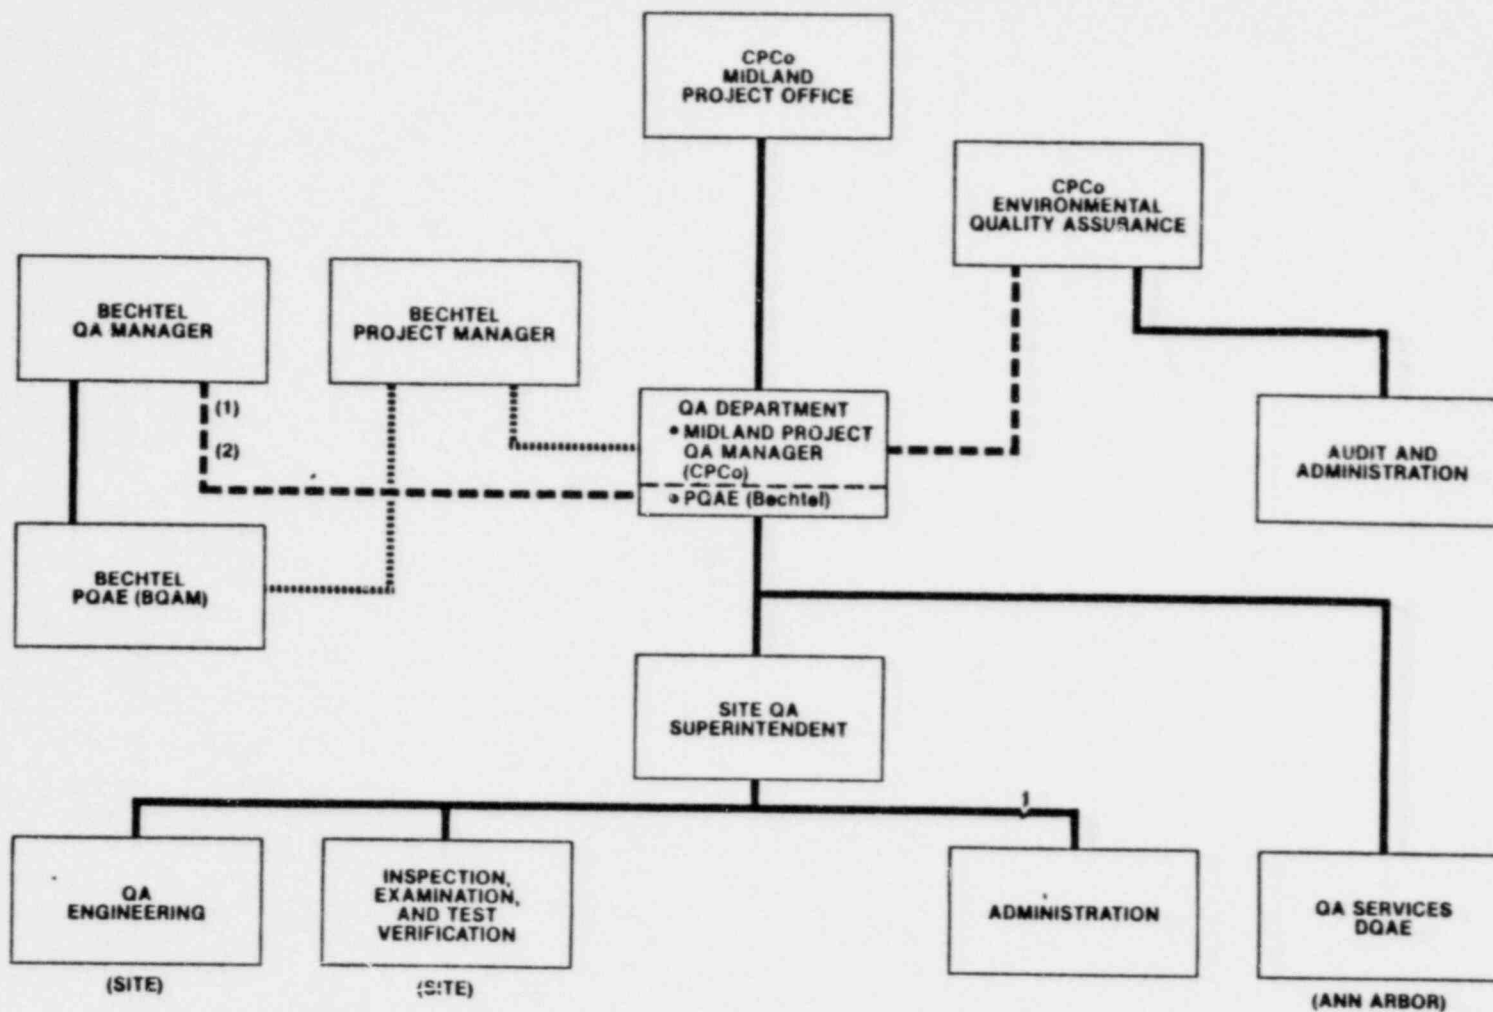 CPCo
MIDLAND
PROJECT OFFICE
CPCo
ENVIRONMENTAL
QUALITY ASSURANCE
BECHTEL
QA MANAGER
BECHTEL
PROJECT MANAGER
(1)
(2)
QA DEPARTMENT
• MIDLAND PROJECT
QA MANAGER
(CPCo)
• PQAE (Bechtel)
AUDIT AND
ADMINISTRATION
BECHTEL
PQAE (BQAM)
SITE QA
SUPERINTENDENT
QA
ENGINEERING
(SITE)
INSPECTION,
EXAMINATION,
AND TEST
VERIFICATION
(SITE)
ADMINISTRATION
QA SERVICES
DQAE
(ANN ARBOR)